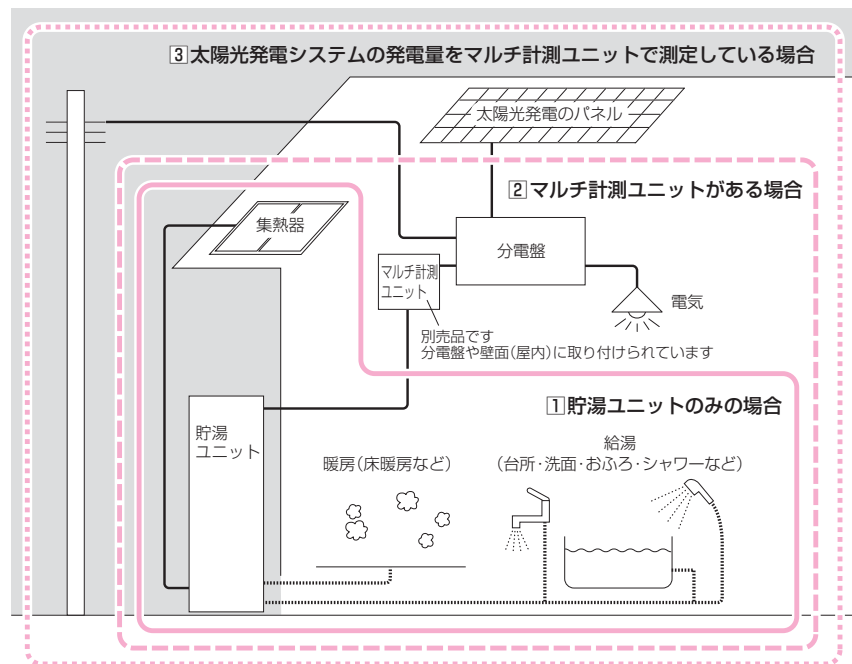 3太陽光発電システムの発電量をマルチ計測ユニットで測定している場合
太陽光発電のパネル
2マルチ計測ユニットがある場合
集熱器
分電盤
マルチ計測
ユニット
電気
別売品です
分電盤や壁面(屋内)に取り付けられています
1貯湯ユニットのみの場合
貯湯
ユニット
暖房(床暖房など)
給湯
(台所・洗面・おふろ・シャワーなど)